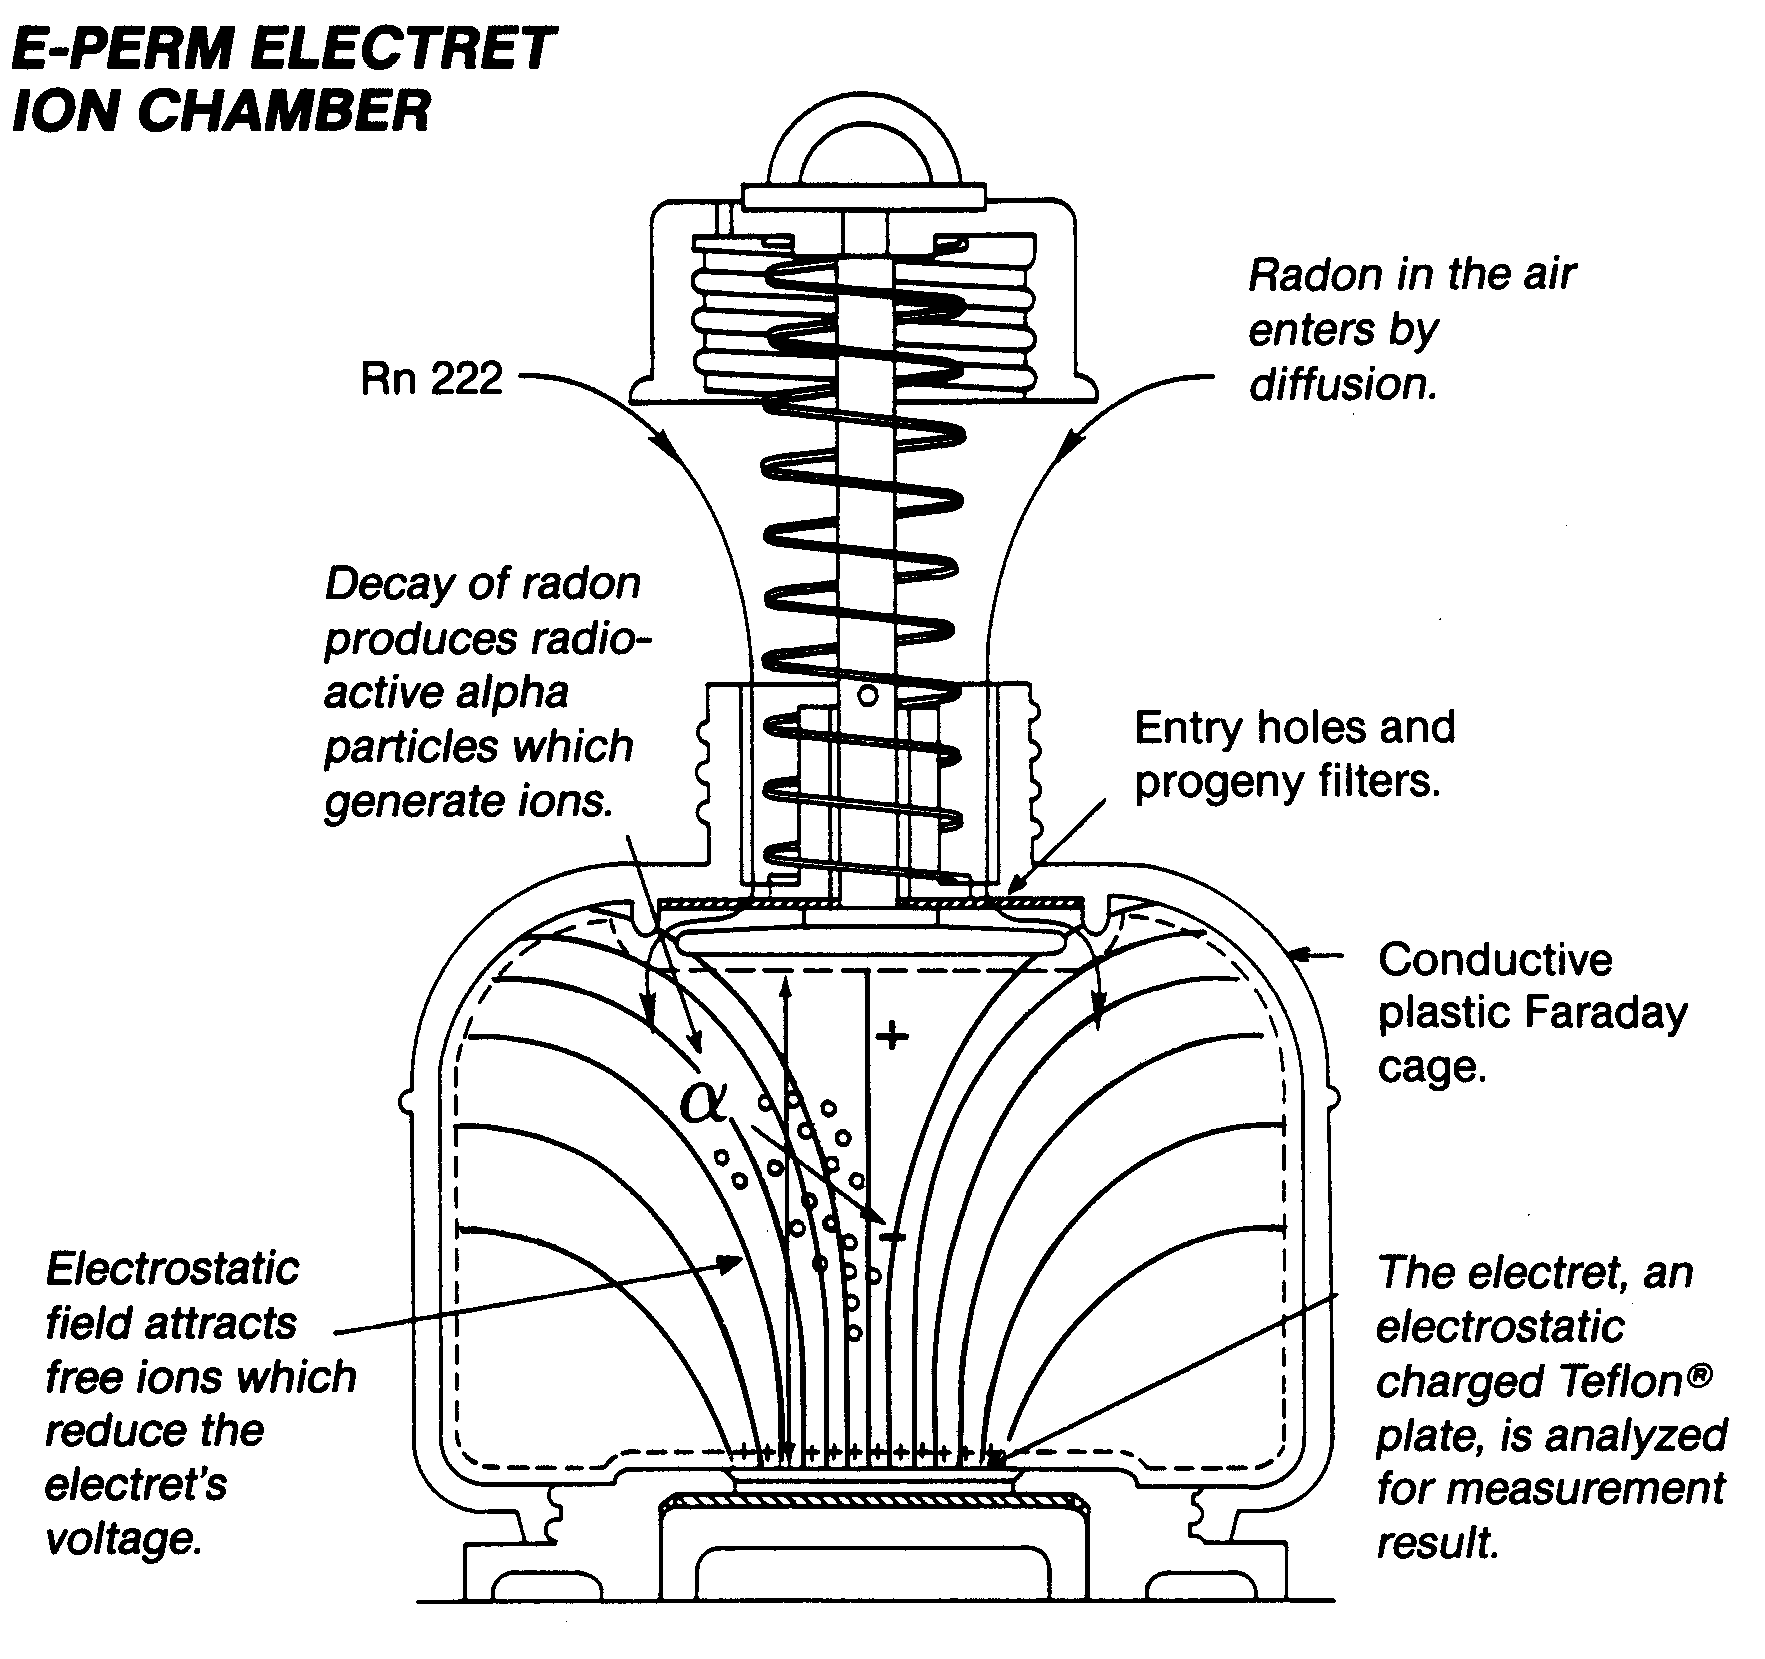 E-PERM ELECTRET
ION CHAMBER
Rn 222
Radon in the air
enters by
diffusion.
Decay of radon
produces radio-
active alpha
particles which
generate ions.
Entry holes and
progeny filters.
Conductive
plastic Faraday
cage.
+
α
−
Electrostatic
field attracts
free ions which
reduce the
electret's
voltage.
The electret, an
electrostatic
charged Teflon®
plate, is analyzed
for measurement
result.
+ + + + + + + + + + + +